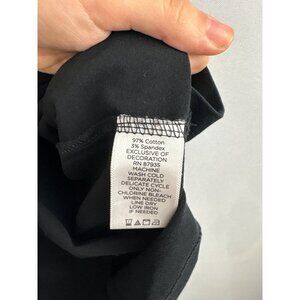 97% Cotton
3% Spandex
EXCLUSIVE OF
DECORATION
RN 87935
MACHINE
WASH COLD
SEPARATELY
DELICATE CYCLE
ONLY NON-
CHLORINE BLEACH
WHEN NEEDED
LINE DRY
LOW IRON
IF NEEDED